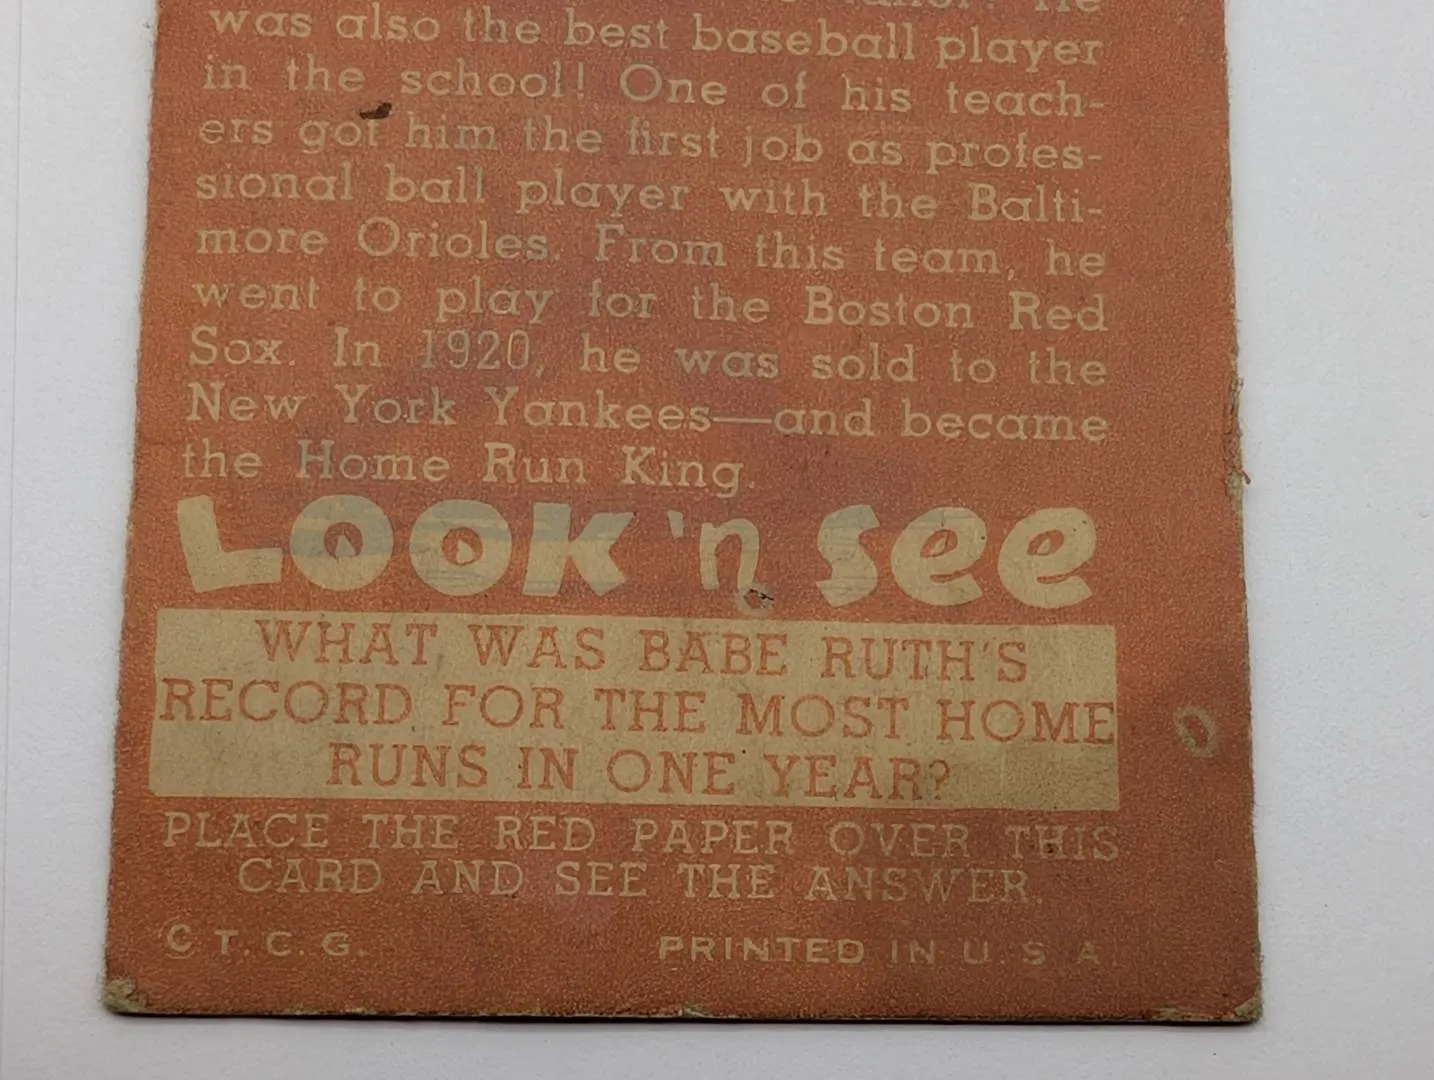 He
was also the best baseball player
in the school! One of his teach-
ers got him the first job as profes-
sional ball player with the Balti-
more Orioles. From this team, he
went to play for the Boston Red
Sox. In 1920, he was sold to the
New York Yankees—and became
the Home Run King.
LOOK 'n SEE
WHAT WAS BABE RUTH'S
RECORD FOR THE MOST HOME
RUNS IN ONE YEAR?
PLACE THE RED PAPER OVER THIS
CARD AND SEE THE ANSWER.
© T. C. G. PRINTED IN U. S. A.